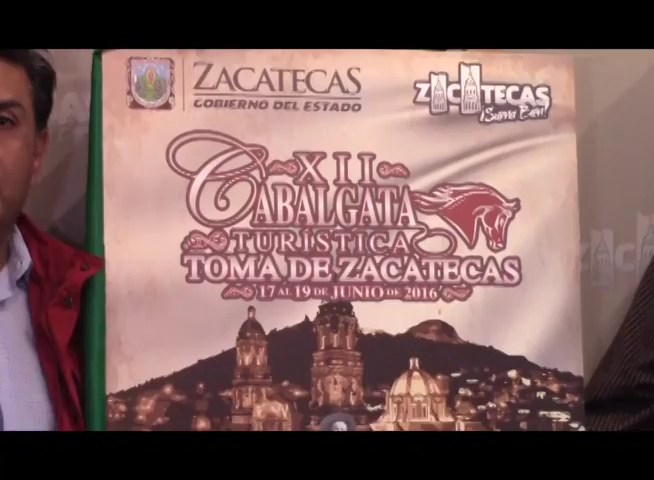 ZACATECAS
GOBIERNO DEL ESTADO
ZACATECAS
¡Suena Bien!
XII
CABALGATA
TURÍSTICA
TOMA DE ZACATECAS
17 AL 19 DE JUNIO DE 2016